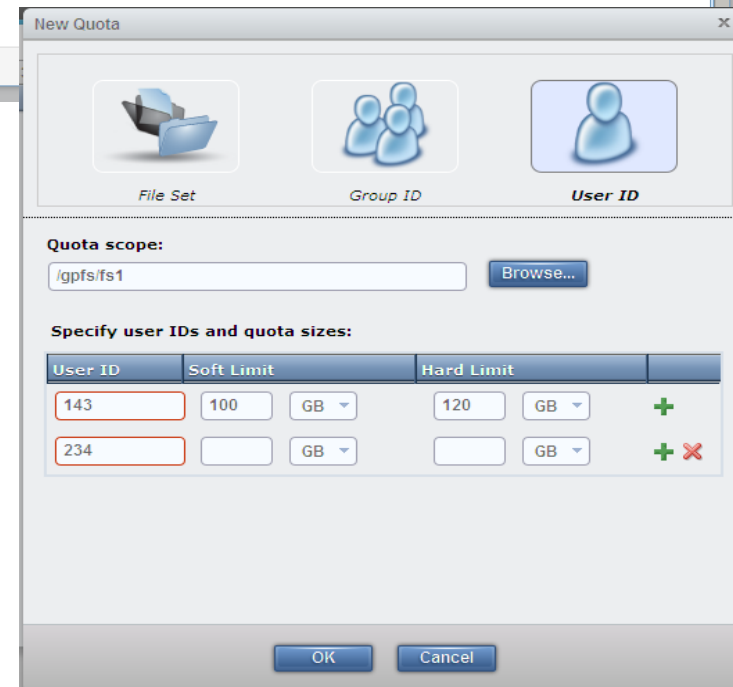 New Quota x
File Set Group ID User ID
Quota scope:
/gpfs/fs1 Browse...
Specify user IDs and quota sizes:
User ID Soft Limit Hard Limit
143 100 GB 120 GB
234 GB GB
OK Cancel